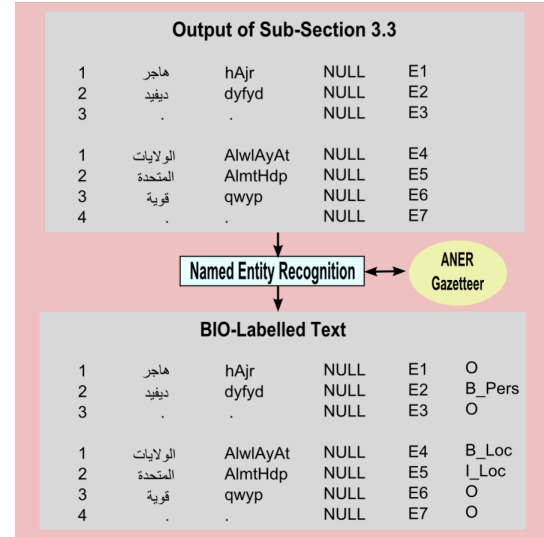 Output of Sub-Section 3.3
1 هاجر hAjr NULL E1
2 ديفيد dyfyd NULL E2
3 . . NULL E3
1 الولايات AlwlAyAt NULL E4
2 المتحدة AlmtHdp NULL E5
3 قوية qwyp NULL E6
4 . . NULL E7
Named Entity Recognition
ANER
Gazetteer
BIO-Labelled Text
1 هاجر hAjr NULL E1 O
2 ديفيد dyfyd NULL E2 B_Pers
3 . . NULL E3 O
1 الولايات AlwlAyAt NULL E4 B_Loc
2 المتحدة AlmtHdp NULL E5 I_Loc
3 قوية qwyp NULL E6 O
4 . . NULL E7 O